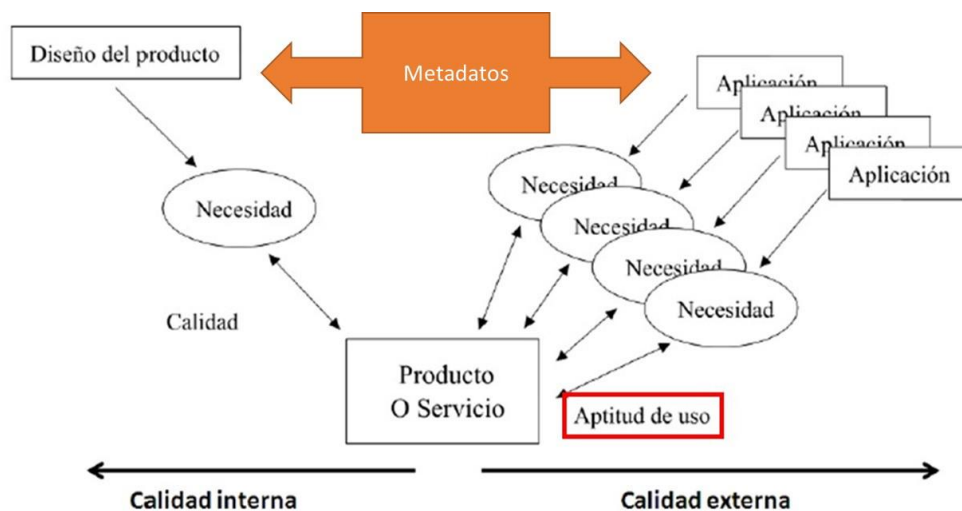 Diseño del producto
Metadatos
Aplicación
Aplicación
Aplicación
Aplicación
Necesidad
Necesidad
Necesidad
Necesidad
Necesidad
Calidad
Producto
O Servicio
Aptitud de uso
Calidad interna
Calidad externa